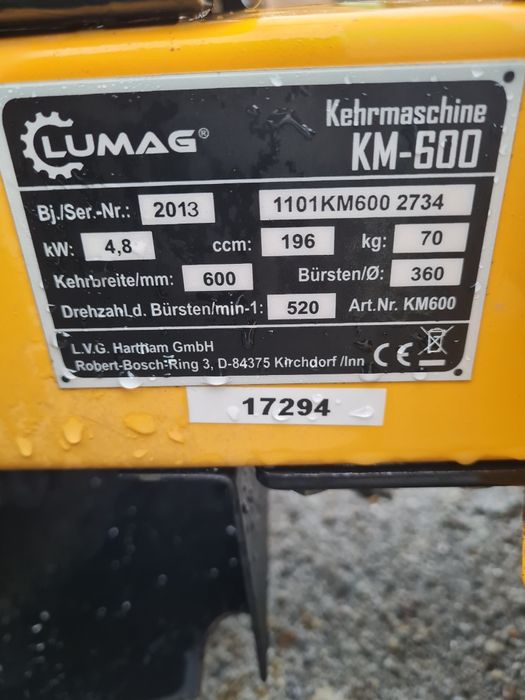 LUMAG®
Kehrmaschine
KM-600
Bj./Ser.-Nr.: 2013 1101KM600 2734
kW: 4,8 ccm: 196 kg: 70
Kehrbreite/mm: 600 Bürsten/Ø: 360
Drehzahl.d. Bürsten/min-1: 520 Art.Nr. KM600
L.V.G. Hartham GmbH
Robert-Bosch-Ring 3, D-84375 Kirchdorf /Inn CE
17294